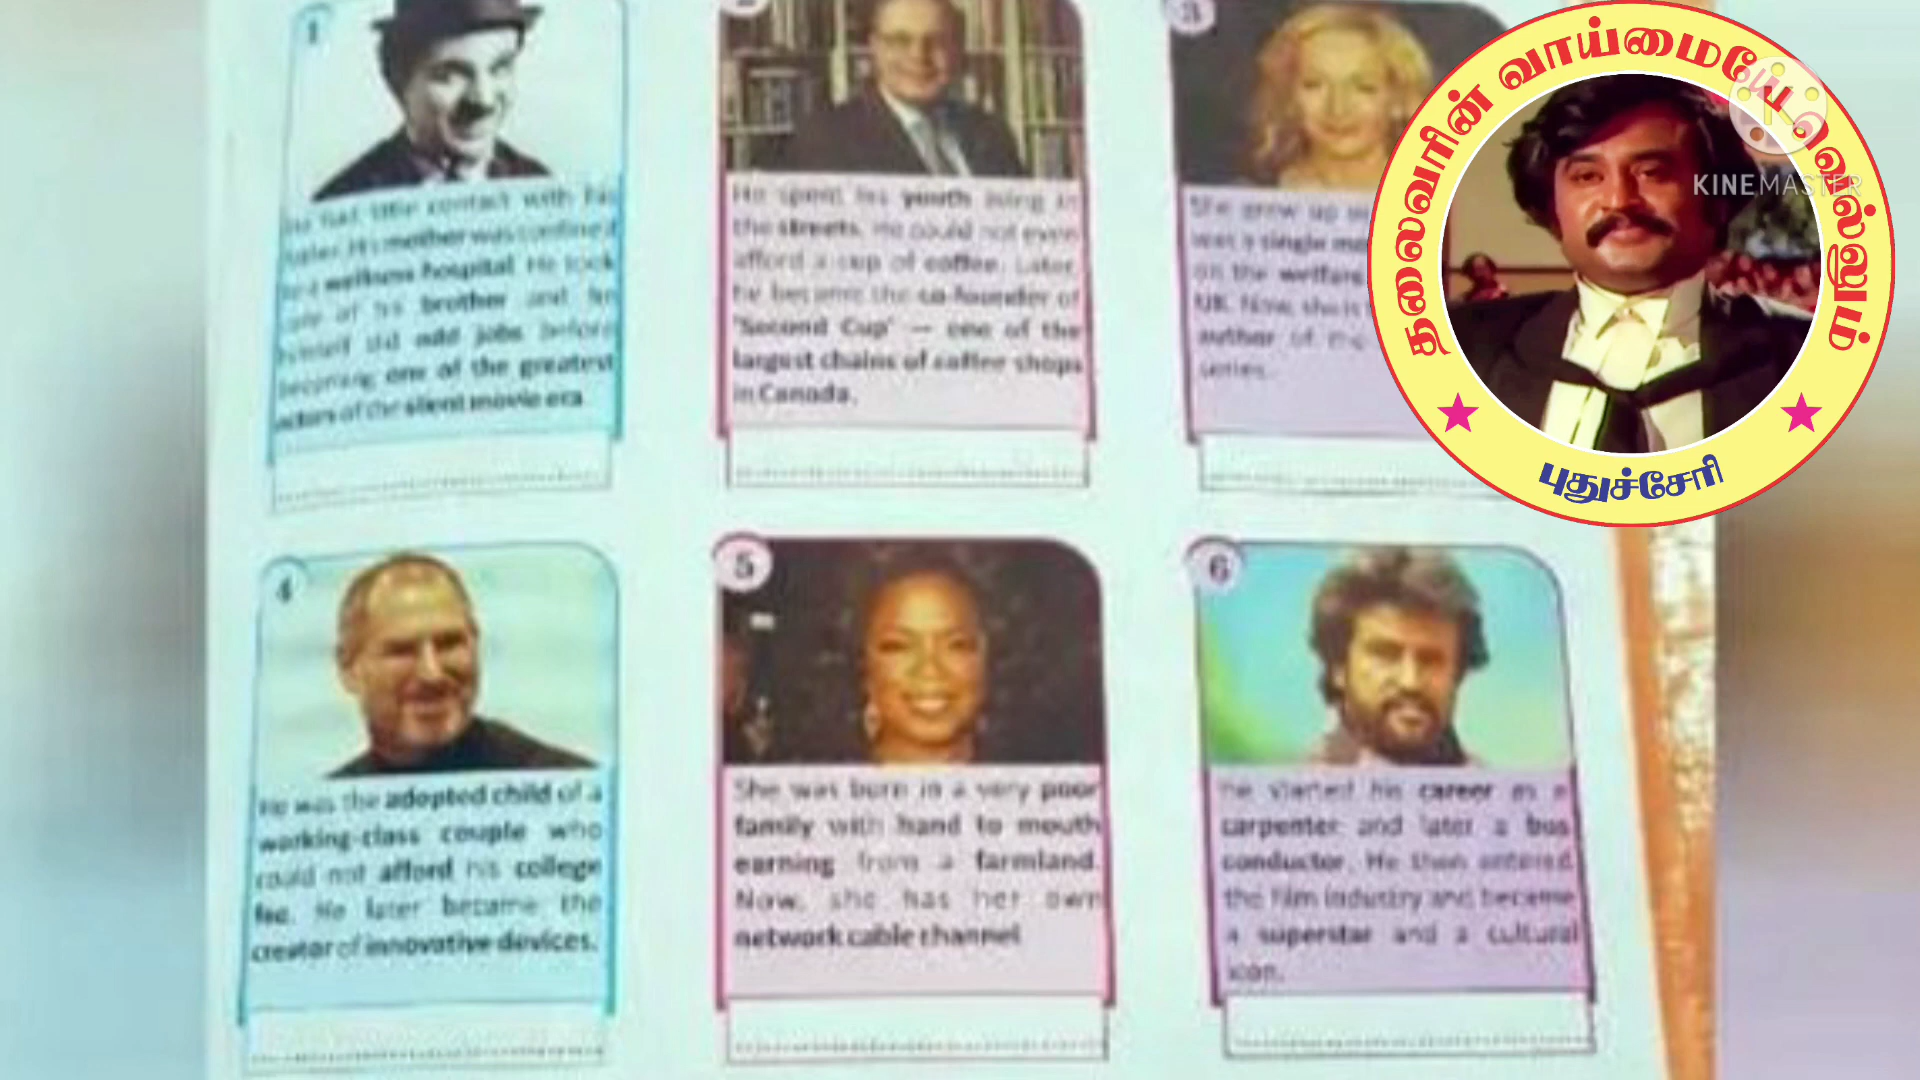 1
He had little contact with his
father. His mother was confined
to a wellness hospital. He took
care of his brother and for
himself did odd jobs before
becoming one of the greatest
actors of the silent movie era
2
He spent his youth living in
the streets. He could not even
afford a cup of coffee. Later,
he became the co-founder of
'Second Cup' — one of the
largest chains of coffee shops
in Canada.
3
She grew up
was a single
on the welfare
UK. Now, she is
author of the
series.
4
He was the adopted child of a
working-class couple who
could not afford his college
fee. He later became the
creator of innovative devices.
5
She was born in a very poor
family with hand to mouth
earning from a farmland.
Now, she has her own
network cable channel
6
He started his career as a
carpenter and later a bus
conductor. He then entered
the film industry and became
a superstar and a cultural
icon.
தலைவரின் வாய்மையே வெல்லும்
புதுச்சேரி
K
KINEMASTER